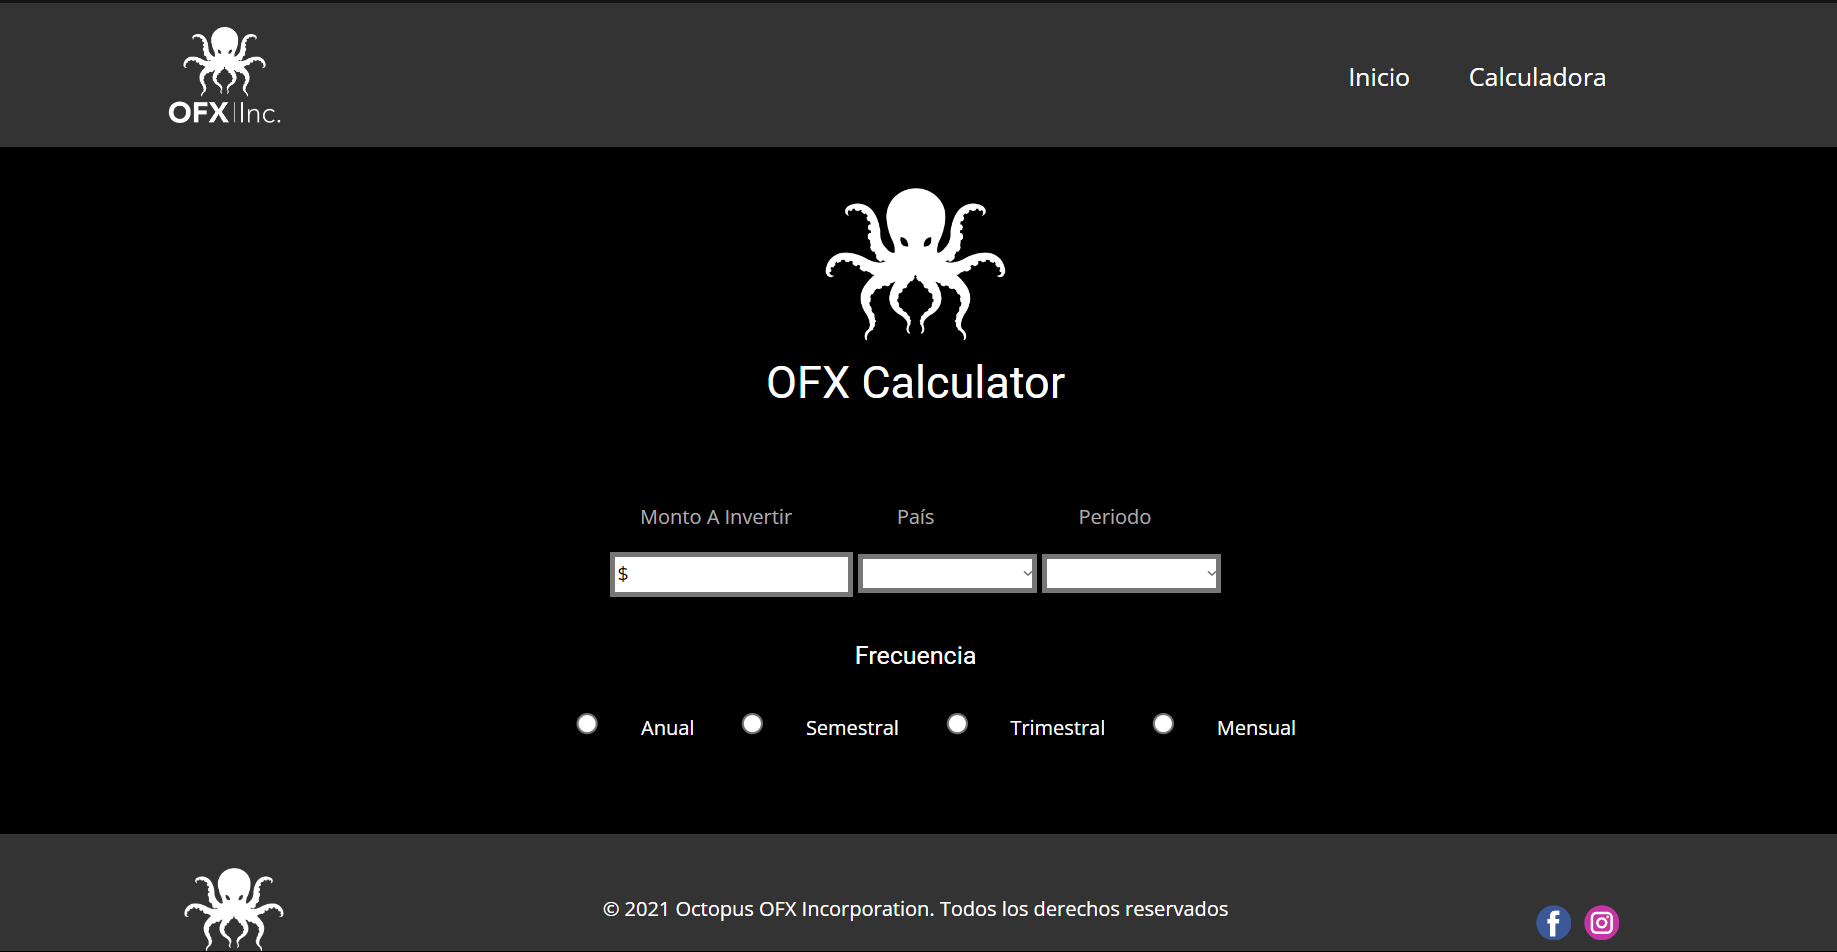 OFX|Inc.
Inicio Calculadora
OFX Calculator
Monto A Invertir País Periodo
$
Frecuencia
Anual Semestral Trimestral Mensual
© 2021 Octopus OFX Incorporation. Todos los derechos reservados